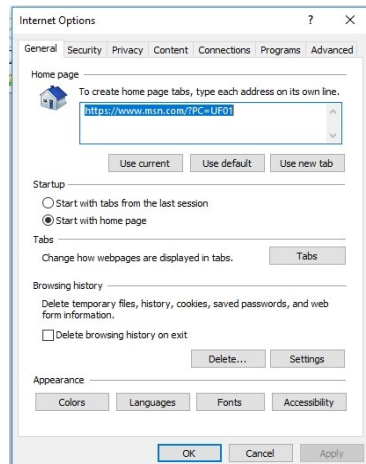 Internet Options
General Security Privacy Content Connections Programs Advanced
Home page
To create home page tabs, type each address on its own line.
https://www.msn.com/?PC=UF01
Use current Use default Use new tab
Startup
Start with tabs from the last session
Start with home page
Tabs
Change how webpages are displayed in tabs. Tabs
Browsing history
Delete temporary files, history, cookies, saved passwords, and web
form information.
Delete browsing history on exit
Delete... Settings
Appearance
Colors Languages Fonts Accessibility
OK Cancel Apply